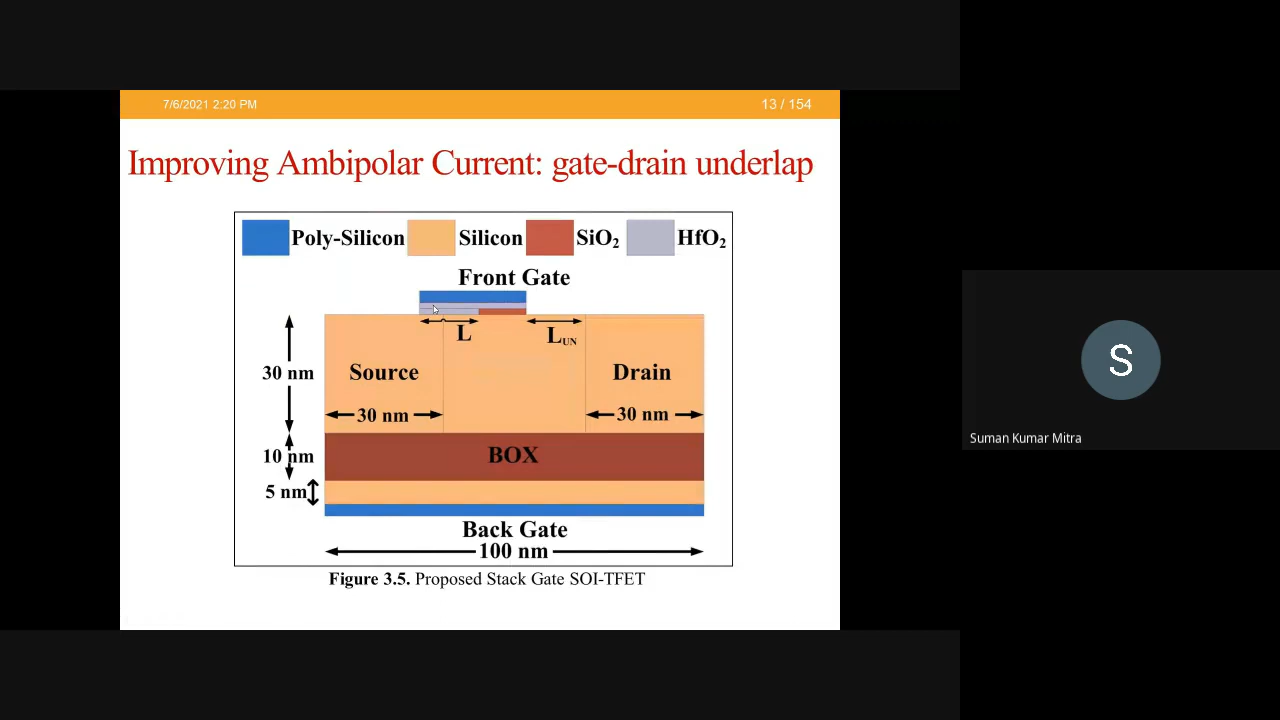 7/6/2021 2:20 PM
13 / 154
Improving Ambipolar Current: gate-drain underlap
Poly-Silicon Silicon SiO₂ HfO₂
Front Gate
L
L_UN
30 nm
Source
Drain
30 nm
30 nm
10 nm
BOX
5 nm
Back Gate
100 nm
Figure 3.5. Proposed Stack Gate SOI-TFET
S
Suman Kumar Mitra